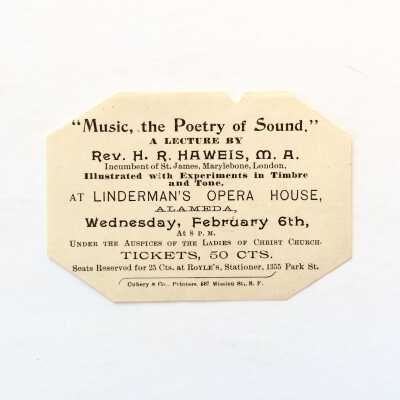 "Music, the Poetry of Sound."
A LECTURE BY
Rev. H. R. HAWEIS, M. A.
Incumbent of St. James, Marylebone, London.
Illustrated with Experiments in Timbre
and Tone,
AT LINDERMAN'S OPERA HOUSE,
ALAMEDA,
Wednesday, February 6th,
At 8 P. M.
UNDER THE AUSPICES OF THE LADIES OF CHRIST CHURCH.
TICKETS, 50 CTS.
Seats Reserved for 25 Cts. at ROYLE'S, Stationer, 1355 Park St.
Cubery & Co., Printers, 587 Mission St., S. F.